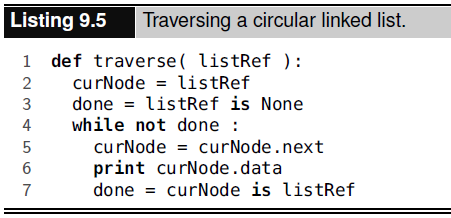 Listing 9.5 Traversing a circular linked list.
1 def traverse( listRef ):
2   curNode = listRef
3   done = listRef is None
4   while not done :
5     curNode = curNode.next
6     print curNode.data
7     done = curNode is listRef